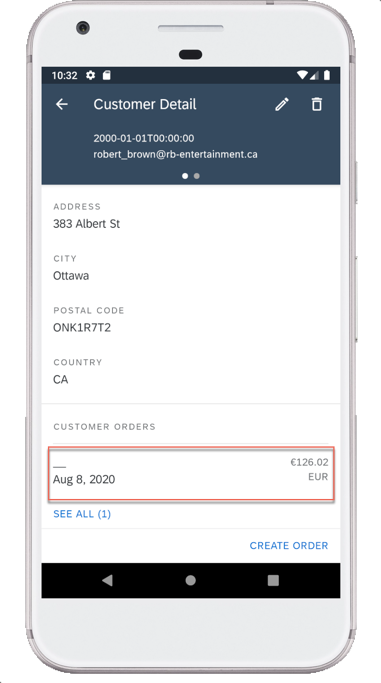 10:32
Customer Detail
2000-01-01T00:00:00
robert_brown@rb-entertainment.ca
ADDRESS
383 Albert St
CITY
Ottawa
POSTAL CODE
ONK1R7T2
COUNTRY
CA
CUSTOMER ORDERS
__ €126.02
Aug 8, 2020 EUR
SEE ALL (1)
CREATE ORDER